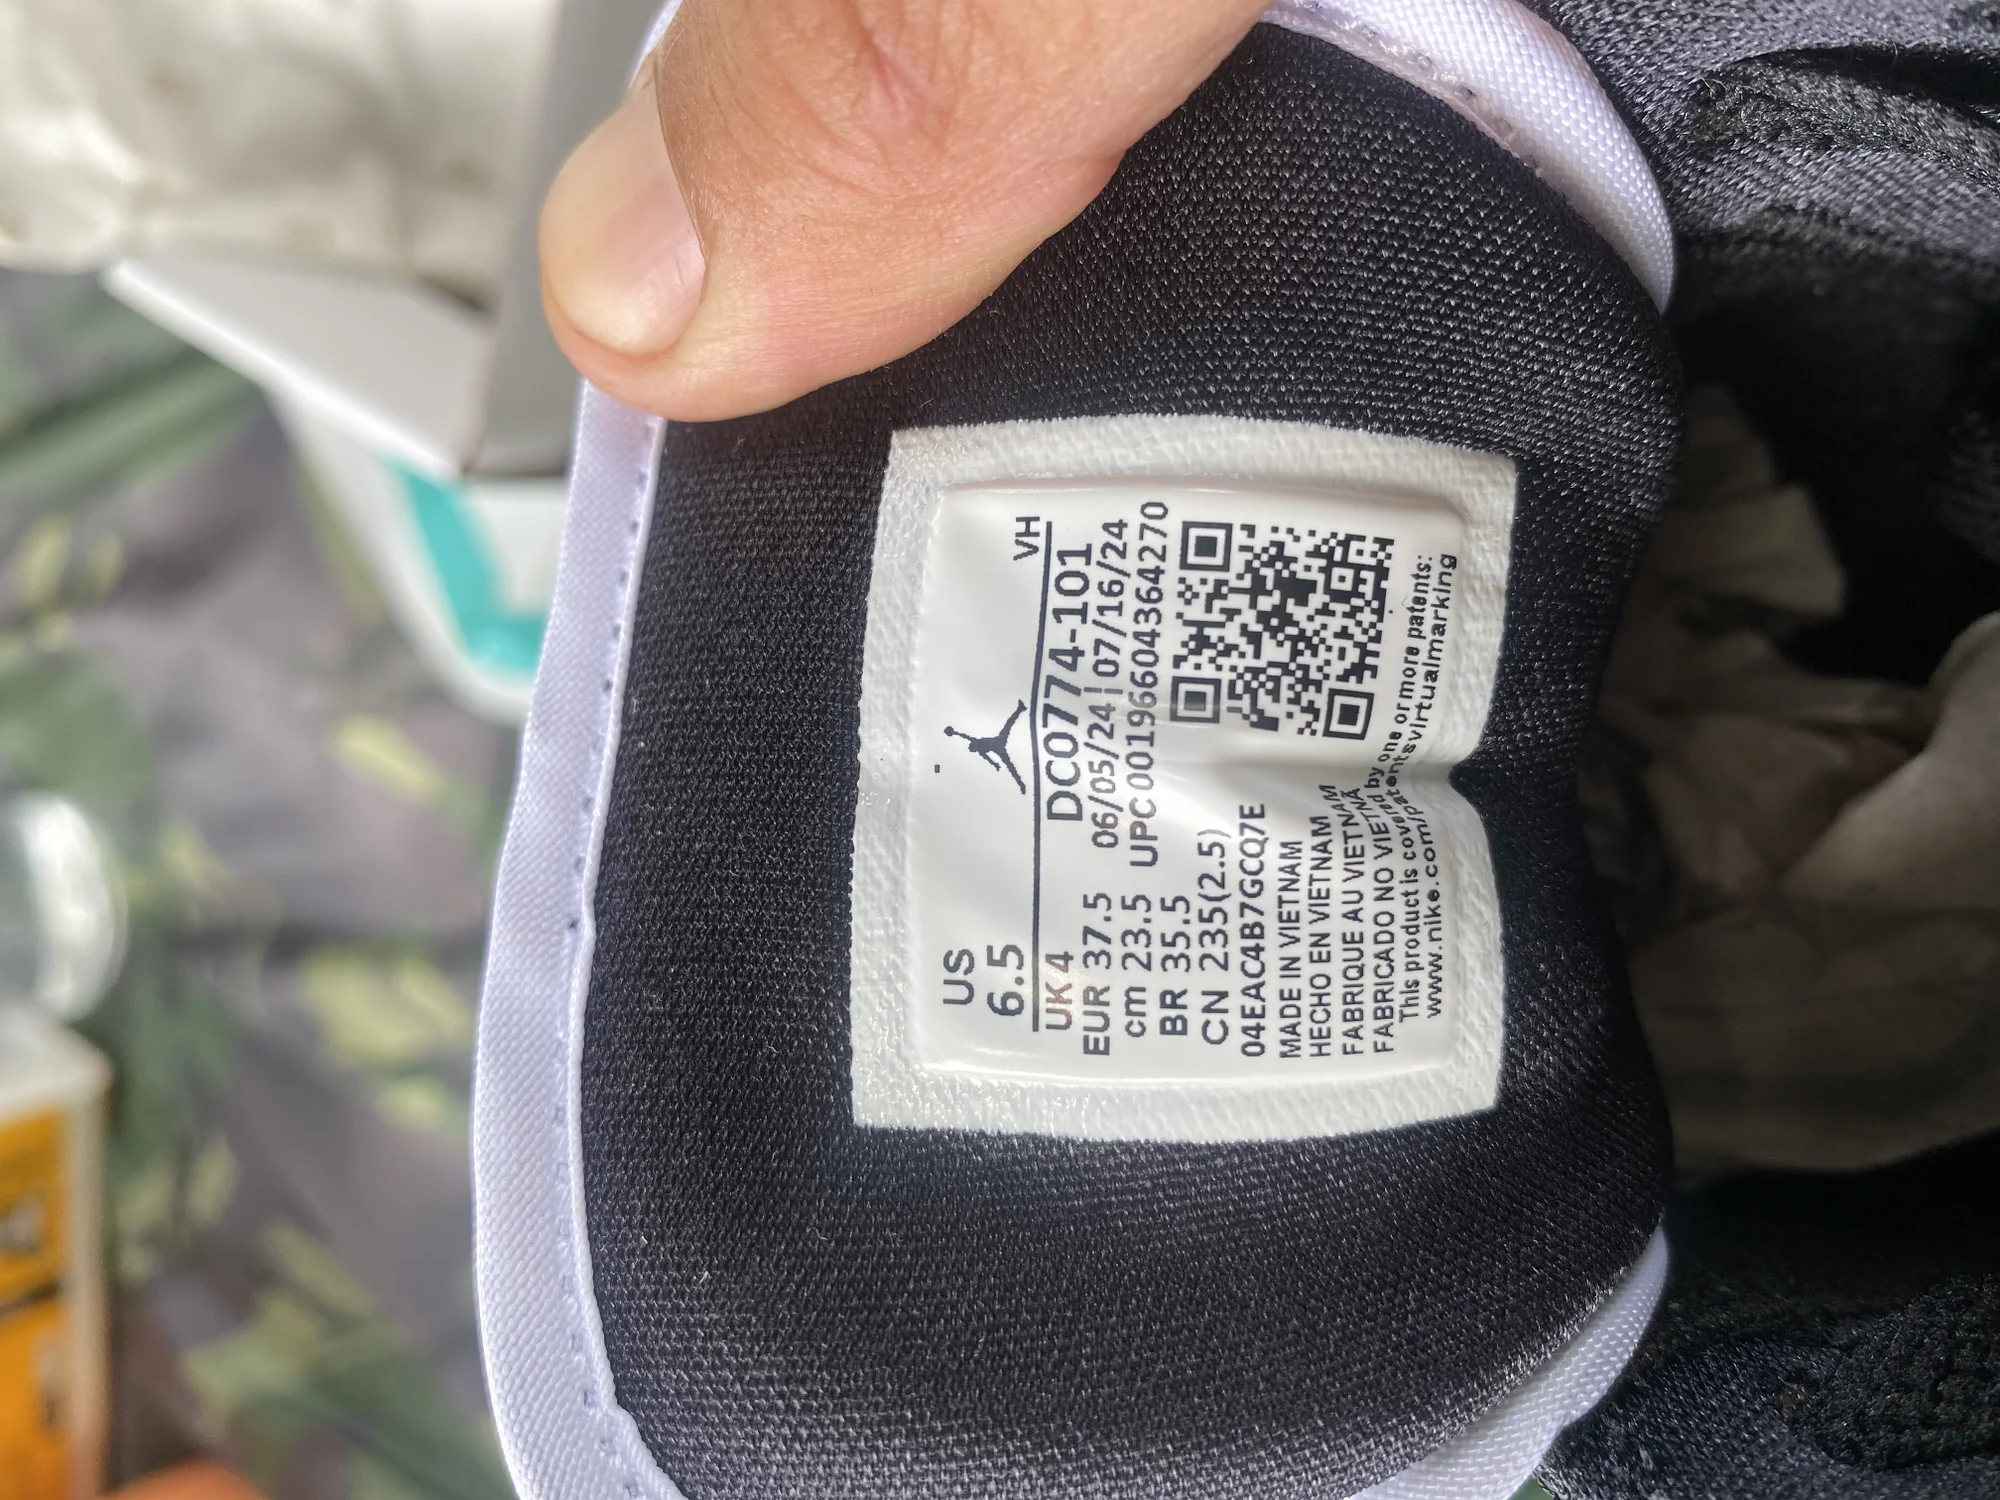 US
6.5
VH
UK 4
EUR 37.5
cm 23.5
BR 35.5
CN 235(2.5)
DC0774-101
06/05/24 | 07/16/24
UPC 00196604364270
04EAC4B7GCQ7E
MADE IN VIETNAM
HECHO EN VIETNAM
FABRIQUE AU VIETNAM
FABRICADO NO VIETNÃ
This product is covered by one or more patents:
www.nike.com/patentsvirtualmarking